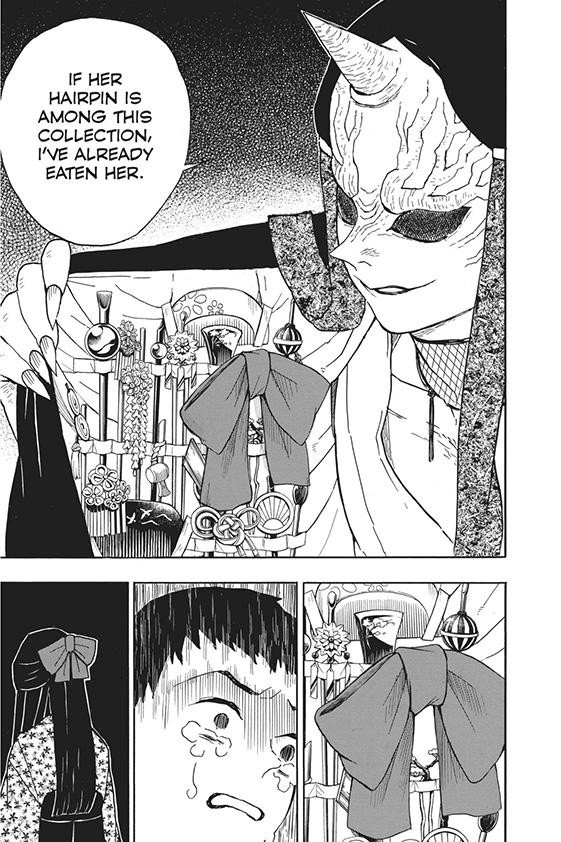 IF HER
HAIRPIN IS
AMONG THIS
COLLECTION,
I'VE ALREADY
EATEN HER.